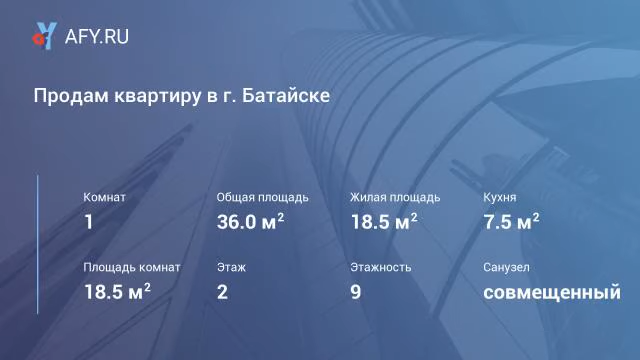 AFY.RU
Продам квартиру в г. Батайске
Комнат Общая площадь Жилая площадь Кухня
1 36.0 м² 18.5 м² 7.5 м²
Площадь комнат Этаж Этажность Санузел
18.5 м² 2 9 совмещенный